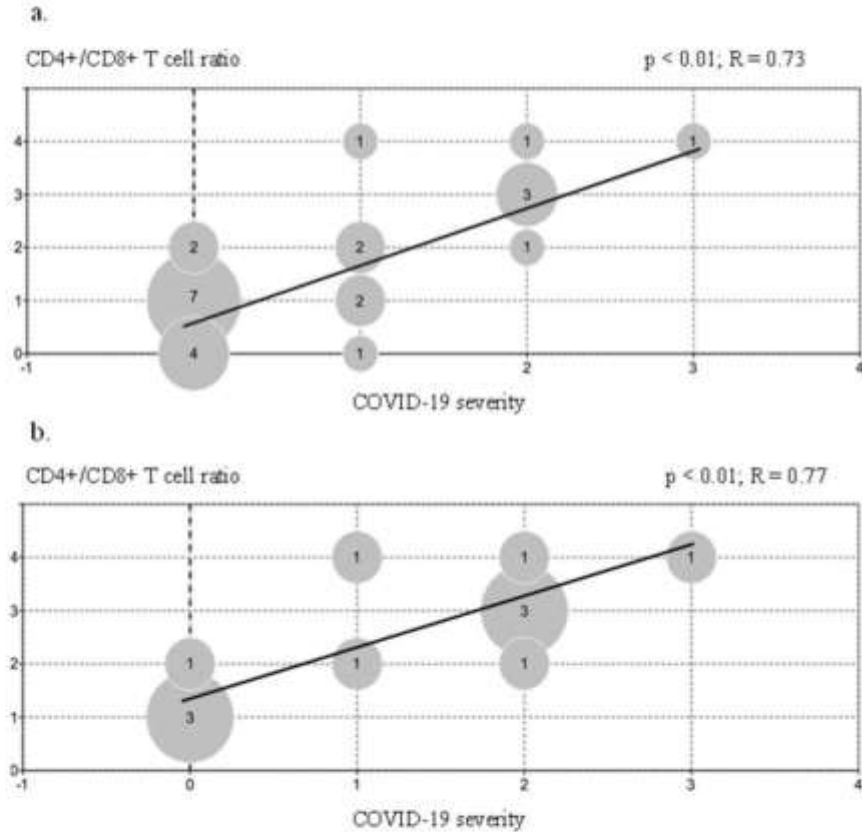 a.
CD4+/CD8+ T cell ratio p < 0.01; R = 0.73
4 1 1 1
3 3
2 2 2 1
1 7 2
0 4 1
-1 2 3 4
COVID-19 severity
b.
CD4+/CD8+ T cell ratio p < 0.01; R = 0.77
4 1 1 1
3 3
2 1 1 1
1 3
0
-1 0 1 2 3 4
COVID-19 severity